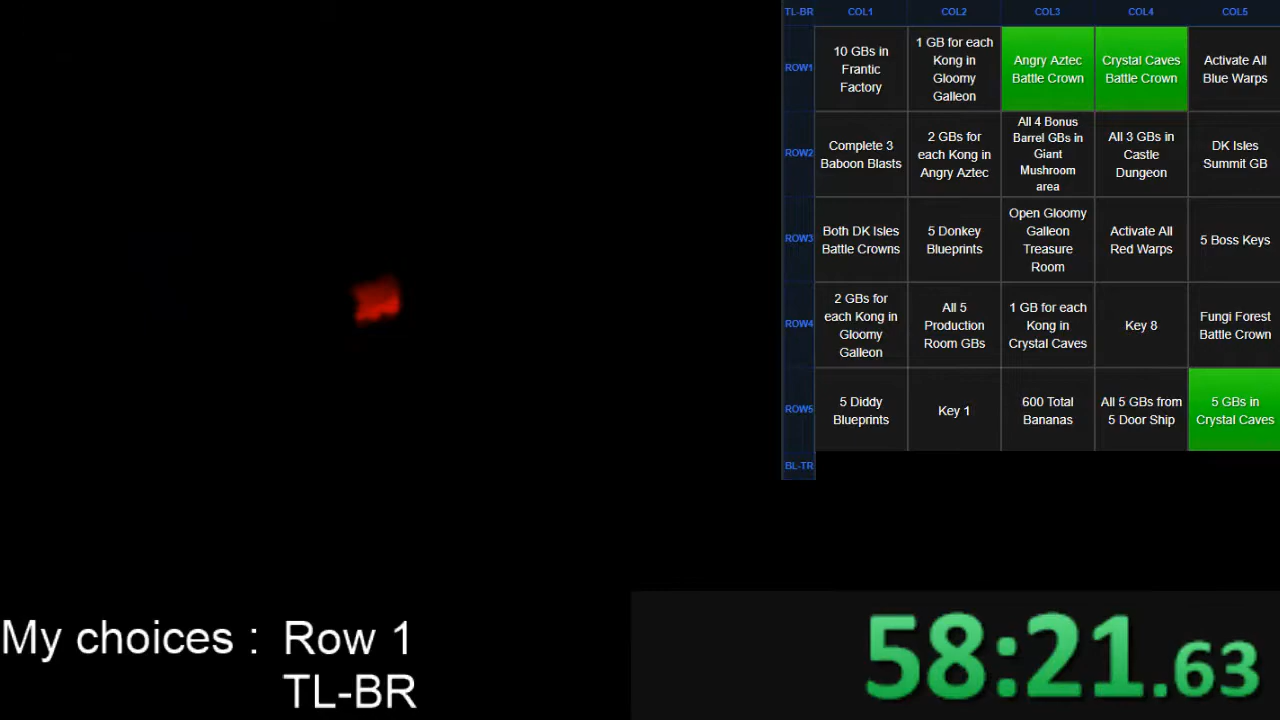 TL-BR COL1 COL2 COL3 COL4 COL5
ROW1
10 GBs in
Frantic
Factory
1 GB for each
Kong in
Gloomy
Galleon
Angry Aztec
Battle Crown
Crystal Caves
Battle Crown
Activate All
Blue Warps
ROW2
Complete 3
Baboon Blasts
2 GBs for
each Kong in
Angry Aztec
All 4 Bonus
Barrel GBs in
Giant
Mushroom
area
All 3 GBs in
Castle
Dungeon
DK Isles
Summit GB
ROW3
Both DK Isles
Battle Crowns
5 Donkey
Blueprints
Open Gloomy
Galleon
Treasure
Room
Activate All
Red Warps
5 Boss Keys
ROW4
2 GBs for
each Kong in
Gloomy
Galleon
All 5
Production
Room GBs
1 GB for each
Kong in
Crystal Caves
Key 8
Fungi Forest
Battle Crown
ROW5
5 Diddy
Blueprints
Key 1
600 Total
Bananas
All 5 GBs from
5 Door Ship
5 GBs in
Crystal Caves
BL-TR
My choices : Row 1
TL-BR
58:21.63